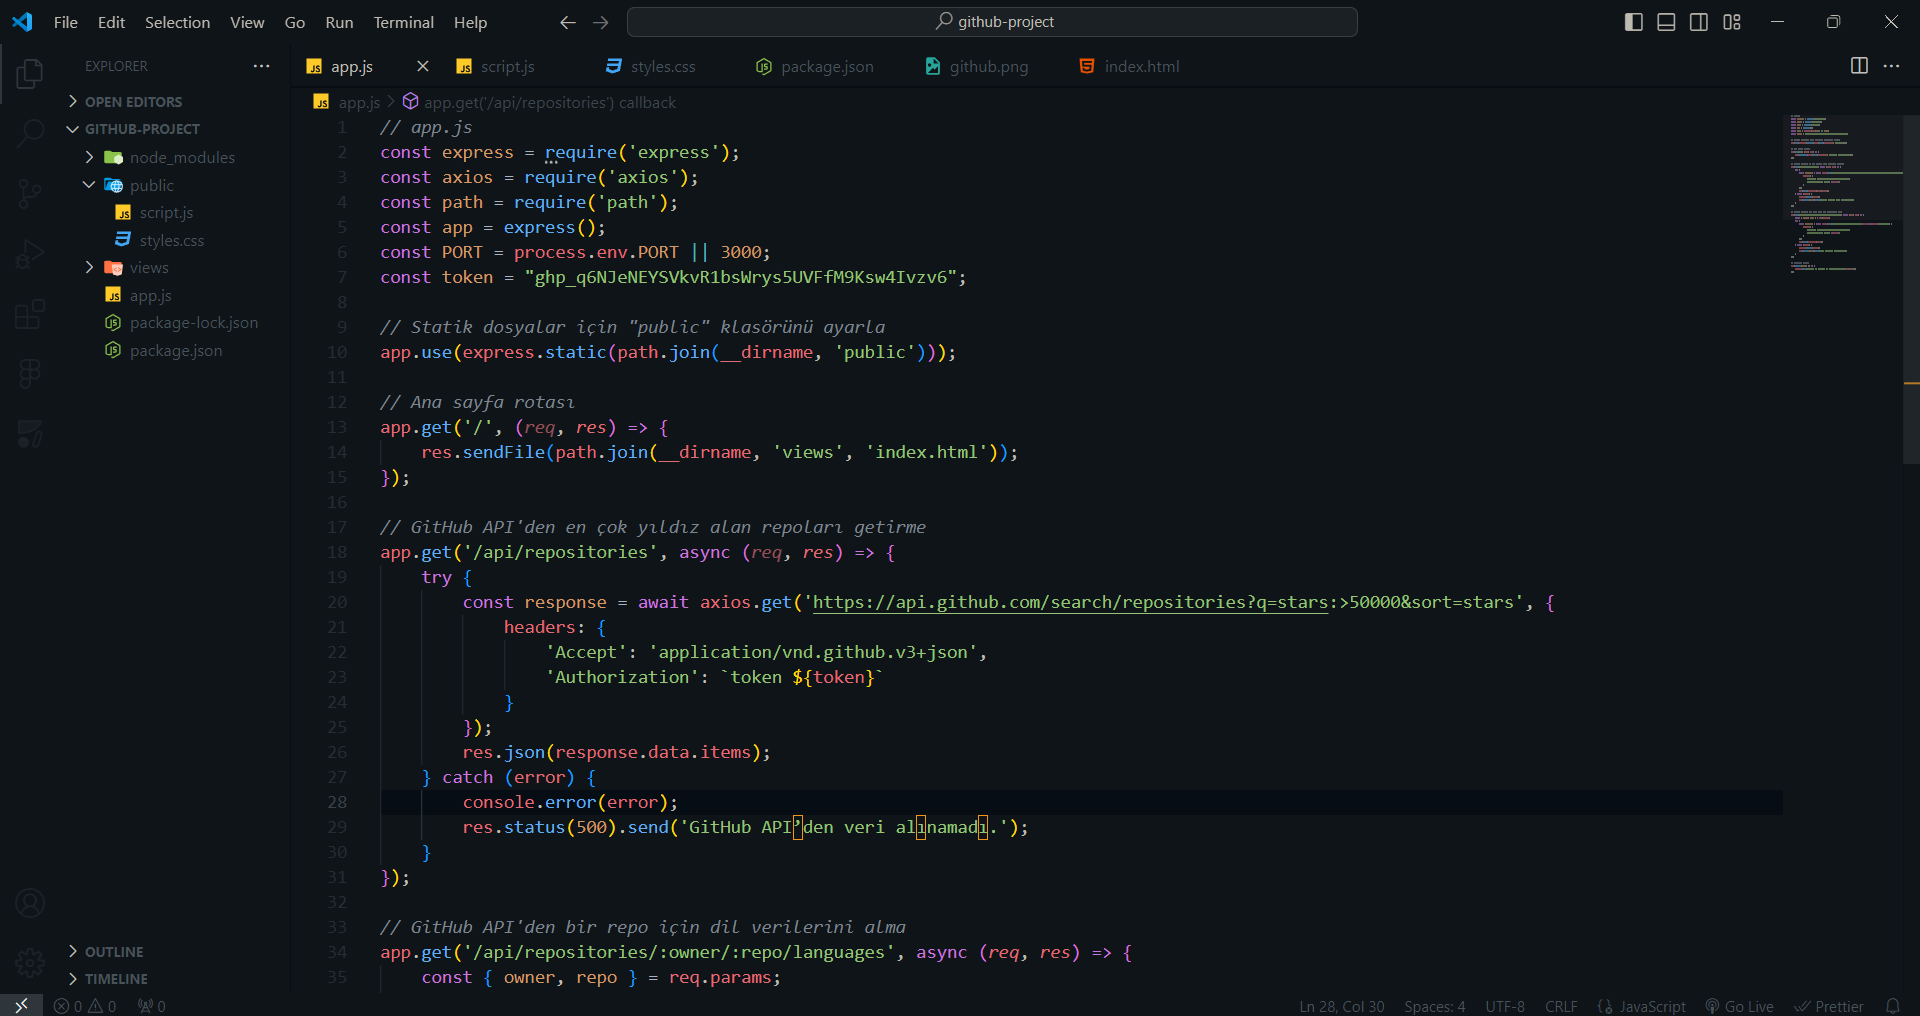 File Edit Selection View Go Run Terminal Help
github-project
EXPLORER
OPEN EDITORS
GITHUB-PROJECT
node_modules
public
script.js
styles.css
views
app.js
package-lock.json
package.json
OUTLINE
TIMELINE
app.js script.js styles.css package.json github.png index.html
app.js > app.get('/api/repositories') callback
1 // app.js
2 const express = require('express');
3 const axios = require('axios');
4 const path = require('path');
5 const app = express();
6 const PORT = process.env.PORT || 3000;
7 const token = "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";
8
9 // Statik dosyalar için "public" klasörünü ayarla
10 app.use(express.static(path.join(__dirname, 'public')));
11
12 // Ana sayfa rotası
13 app.get('/', (req, res) => {
14 res.sendFile(path.join(__dirname, 'views', 'index.html'));
15 });
16
17 // GitHub API'den en çok yıldız alan repoları getirme
18 app.get('/api/repositories', async (req, res) => {
19 try {
20 const response = await axios.get('https://api.github.com/search/repositories?q=stars:>50000&sort=stars', {
21 headers: {
22 'Accept': 'application/vnd.github.v3+json',
23 'Authorization': `token ${token}`
24 }
25 });
26 res.json(response.data.items);
27 } catch (error) {
28 console.error(error);
29 res.status(500).send('GitHub API’den veri alınamadı.');
30 }
31 });
32
33 // GitHub API'den bir repo için dil verilerini alma
34 app.get('/api/repositories/:owner/:repo/languages', async (req, res) => {
35 const { owner, repo } = req.params;
0 0 0
Ln 28, Col 30 Spaces: 4 UTF-8 CRLF {} JavaScript Go Live Prettier